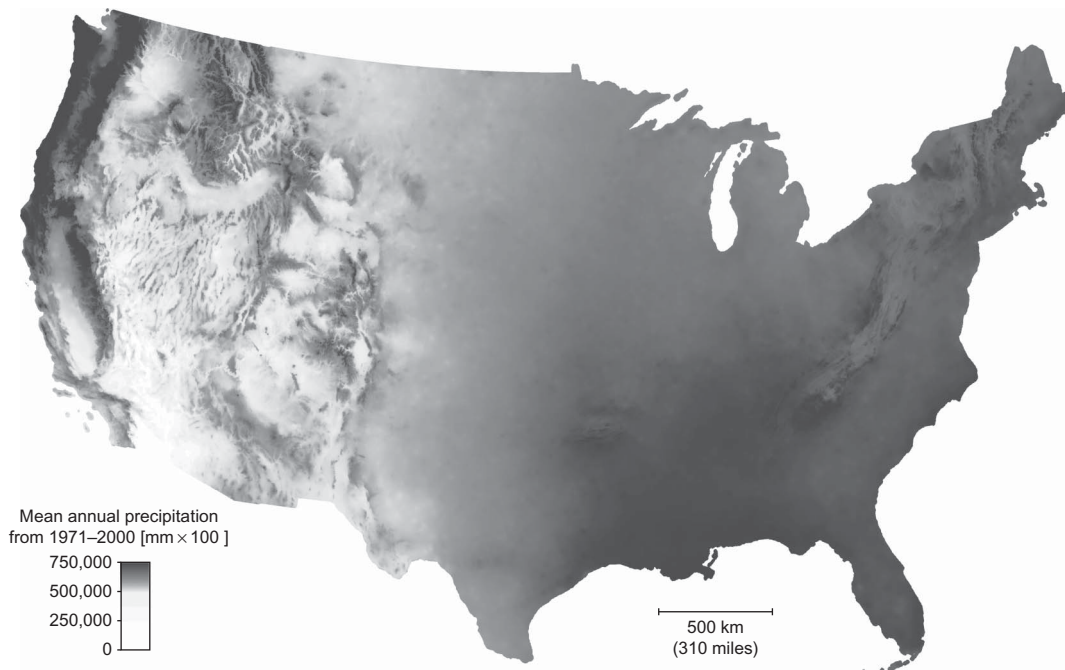 Mean annual precipitation
from 1971–2000 [mm × 100 ]
750,000
500,000
250,000
0
500 km
(310 miles)